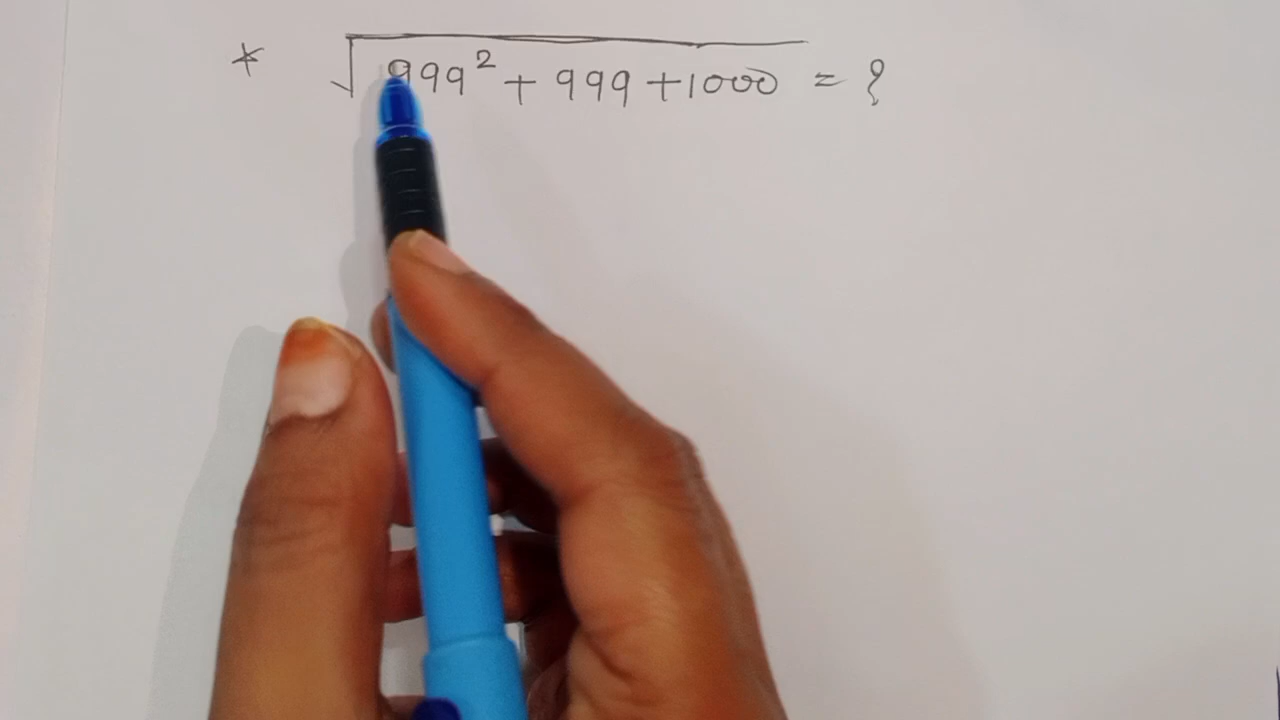 * √999² + 999 + 1000 = ?